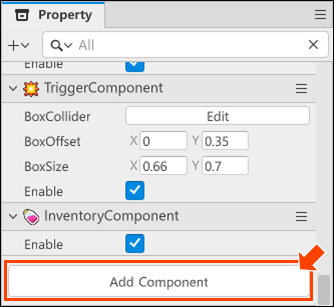 Property
All
Enable
TriggerComponent
BoxCollider Edit
BoxOffset X 0 Y 0.35
BoxSize X 0.66 Y 0.7
Enable
InventoryComponent
Enable
Add Component